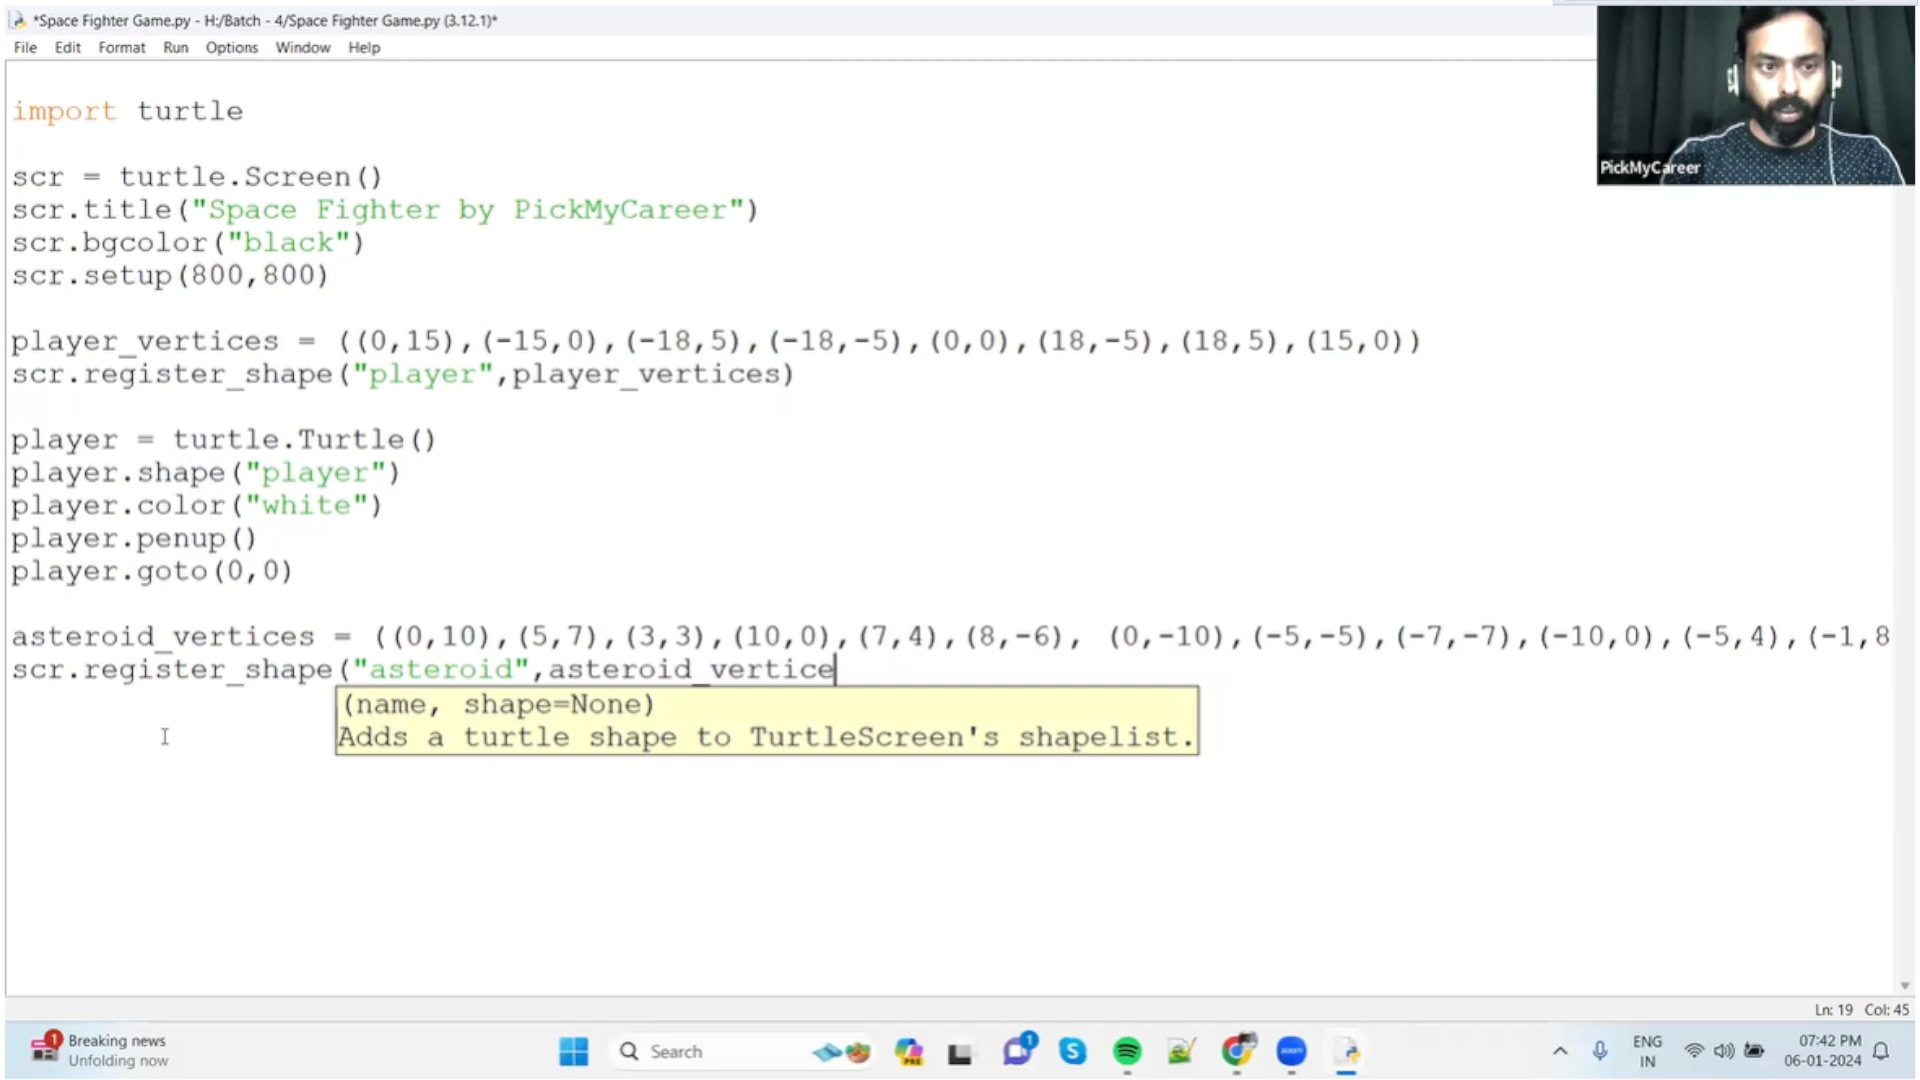 *Space Fighter Game.py - H:/Batch - 4/Space Fighter Game.py (3.12.1)*
File Edit Format Run Options Window Help
import turtle
scr = turtle.Screen()
scr.title("Space Fighter by PickMyCareer")
scr.bgcolor("black")
scr.setup(800,800)
player_vertices = ((0,15),(-15,0),(-18,5),(-18,-5),(0,0),(18,-5),(18,5),(15,0))
scr.register_shape("player",player_vertices)
player = turtle.Turtle()
player.shape("player")
player.color("white")
player.penup()
player.goto(0,0)
asteroid_vertices = ((0,10),(5,7),(3,3),(10,0),(7,4),(8,-6), (0,-10),(-5,-5),(-7,-7),(-10,0),(-5,4),(-1,8
scr.register_shape("asteroid",asteroid_vertice
(name, shape=None)
Adds a turtle shape to TurtleScreen's shapelist.
PickMyCareer
Ln: 19 Col: 45
1
Breaking news
Unfolding now
Search
PRE
1
zoom
ENG
IN
07:42 PM
06-01-2024